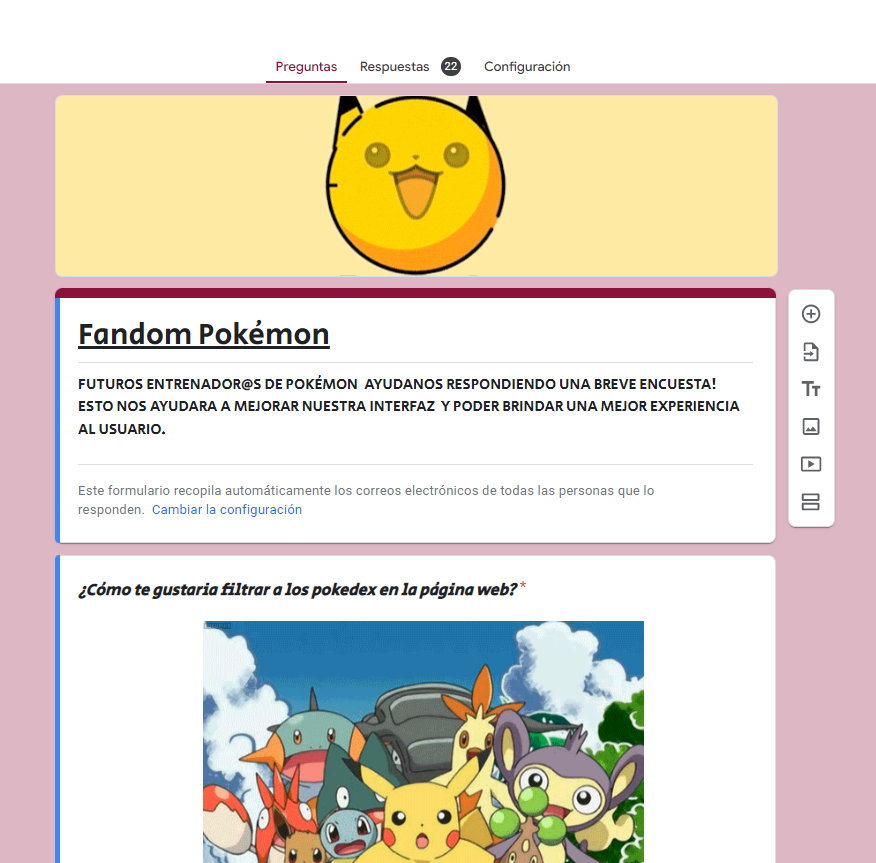 Preguntas Respuestas 22 Configuración
Fandom Pokémon
FUTUROS ENTRENADOR@S DE POKÉMON AYUDANOS RESPONDIENDO UNA BREVE ENCUESTA!
ESTO NOS AYUDARA A MEJORAR NUESTRA INTERFAZ Y PODER BRINDAR UNA MEJOR EXPERIENCIA
AL USUARIO.
Este formulario recopila automáticamente los correos electrónicos de todas las personas que lo
responden. Cambiar la configuración
¿Cómo te gustaria filtrar a los pokedex en la página web? *